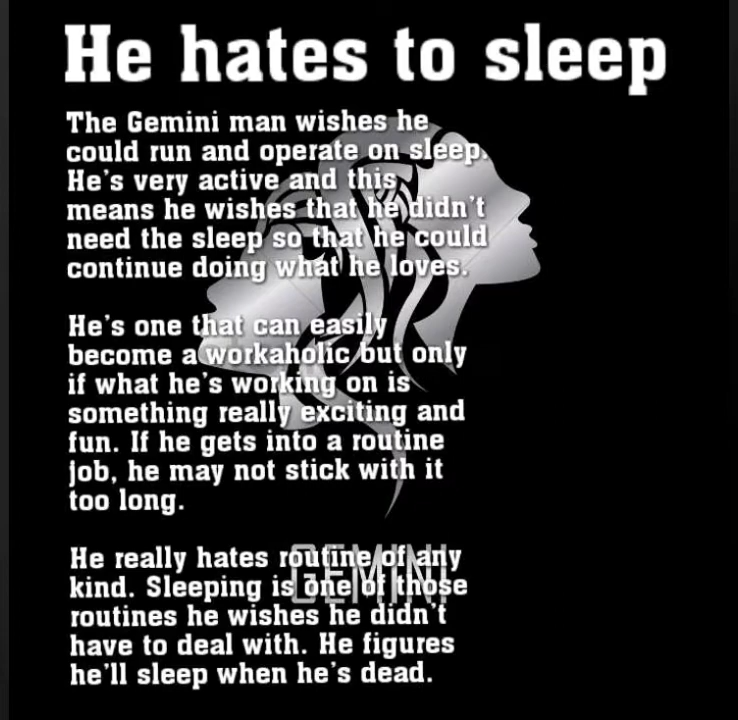 He hates to sleep
The Gemini man wishes he
could run and operate on sleep.
He's very active and this
means he wishes that he didn't
need the sleep so that he could
continue doing what he loves.
He's one that can easily
become a workaholic but only
if what he's working on is
something really exciting and
fun. If he gets into a routine
job, he may not stick with it
too long.
He really hates routine of any
kind. Sleeping is one of those
routines he wishes he didn't
have to deal with. He figures
he'll sleep when he's dead.
GEMINI